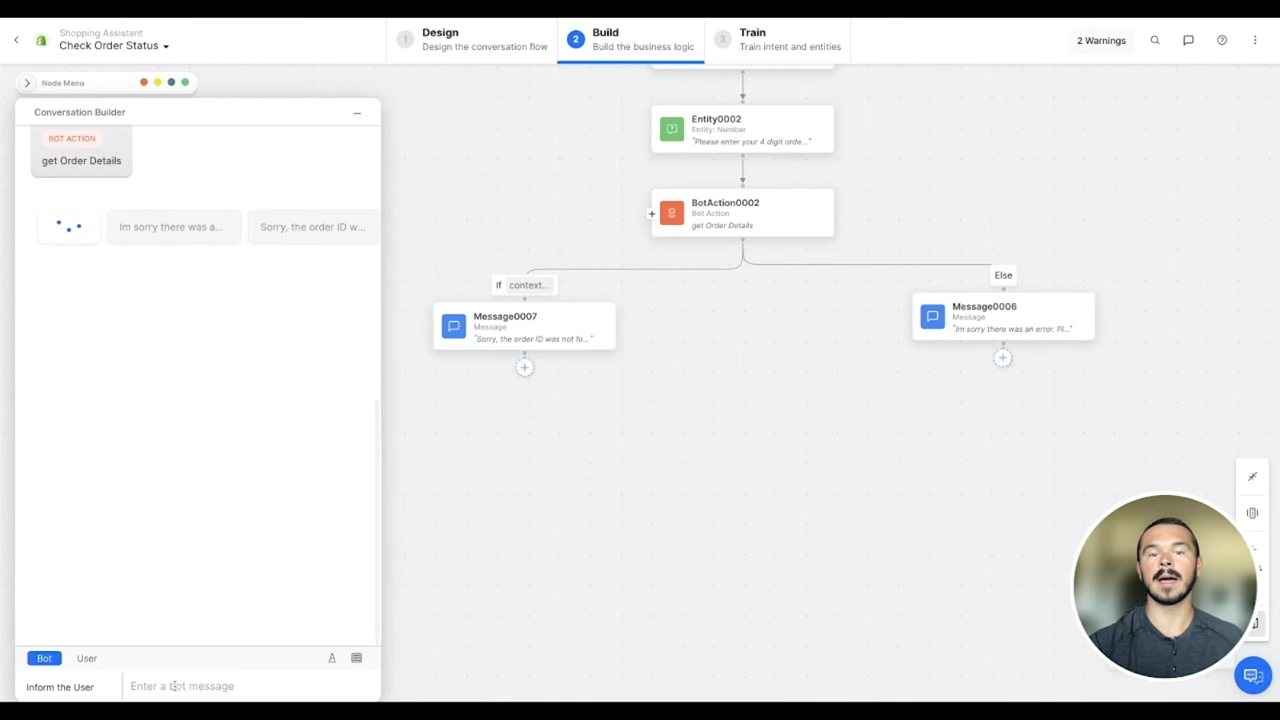 Shopping Assistant
Check Order Status
1
Design
Design the conversation flow
2
Build
Build the business logic
3
Train
Train intent and entities
2 Warnings
Node Menu
Conversation Builder
BOT ACTION
get Order Details
Im sorry there was a...
Sorry, the order ID w...
Entity0002
Entity: Number
"Please enter your 4 digit orde..."
BotAction0002
Bot Action
get Order Details
If context...
Else
Message0007
Message
"Sorry, the order ID was not fo..."
Message0006
Message
"Im sorry there was an error. Pl..."
Bot
User
Inform the User
Enter a bot message